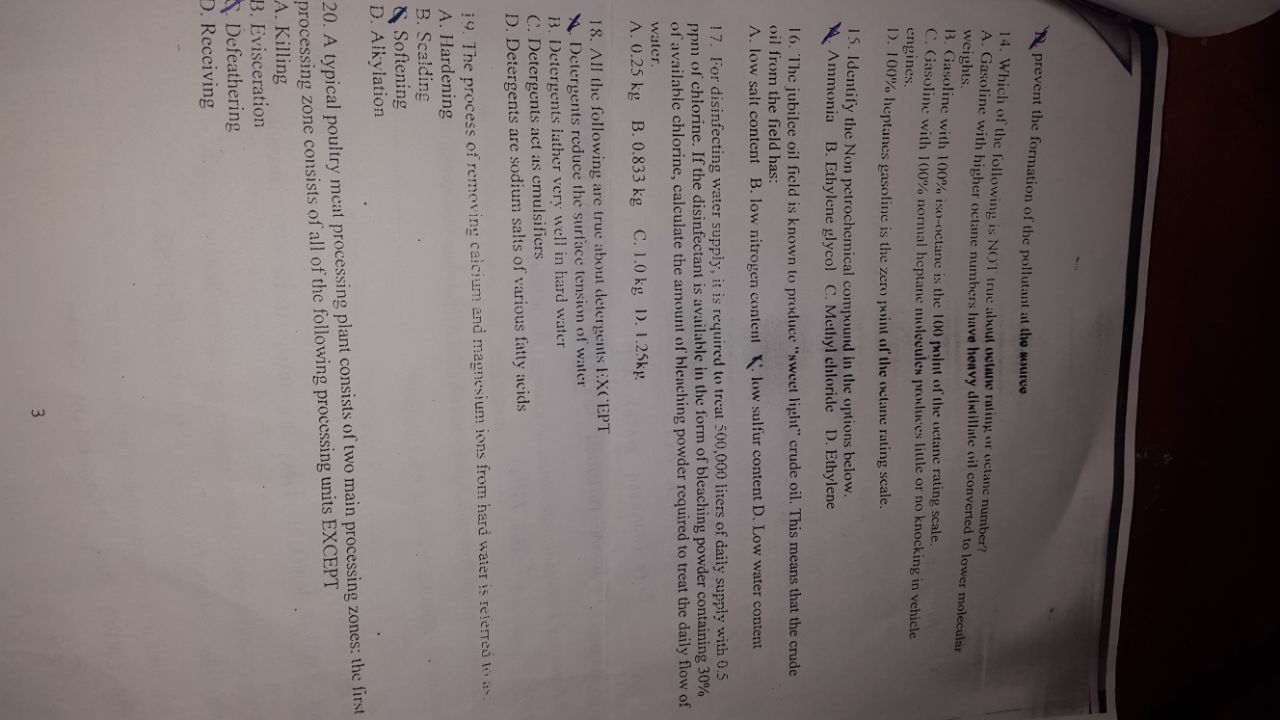 D. prevent the formation of the pollutant at the source
14. Which of the following is NOT true about octane rating or octane number?
A. Gasoline with higher octane numbers have heavy distillate oil converted to lower molecular
weights.
B. Gasoline with 100% iso-octane is the 100 point of the octane rating scale.
C. Gasoline with 100% normal heptane molecules produces little or no knocking in vehicle
engines.
D. 100% heptanes gasoline is the zero point of the octane rating scale.
15. Identify the Non petrochemical compound in the options below.
A. Ammonia B. Ethylene glycol C. Methyl chloride D. Ethylene
16. The jubilee oil field is known to produce "sweet light" crude oil. This means that the crude
oil from the field has:
A. low salt content B. low nitrogen content C. low sulfur content D. Low water content
17. For disinfecting water supply, it is required to treat 500,000 liters of daily supply with 0.5
ppm of chlorine. If the disinfectant is available in the form of bleaching powder containing 30%
of available chlorine, calculate the amount of bleaching powder required to treat the daily flow of
water.
A. 0.25 kg B. 0.833 kg C. 1.0 kg D. 1.25kg
18. All the following are true about detergents EXCEPT
A. Detergents reduce the surface tension of water
B. Detergents lather very well in hard water
C. Detergents act as emulsifiers
D. Detergents are sodium salts of various fatty acids
19. The process of removing calcium and magnesium ions from hard water is referred to as:
A. Hardening
B. Scalding
C. Softening
D. Alkylation
20. A typical poultry meat processing plant consists of two main processing zones: the first
processing zone consists of all of the following processing units EXCEPT
A. Killing
B. Evisceration
C. Defeathering
D. Receiving
3